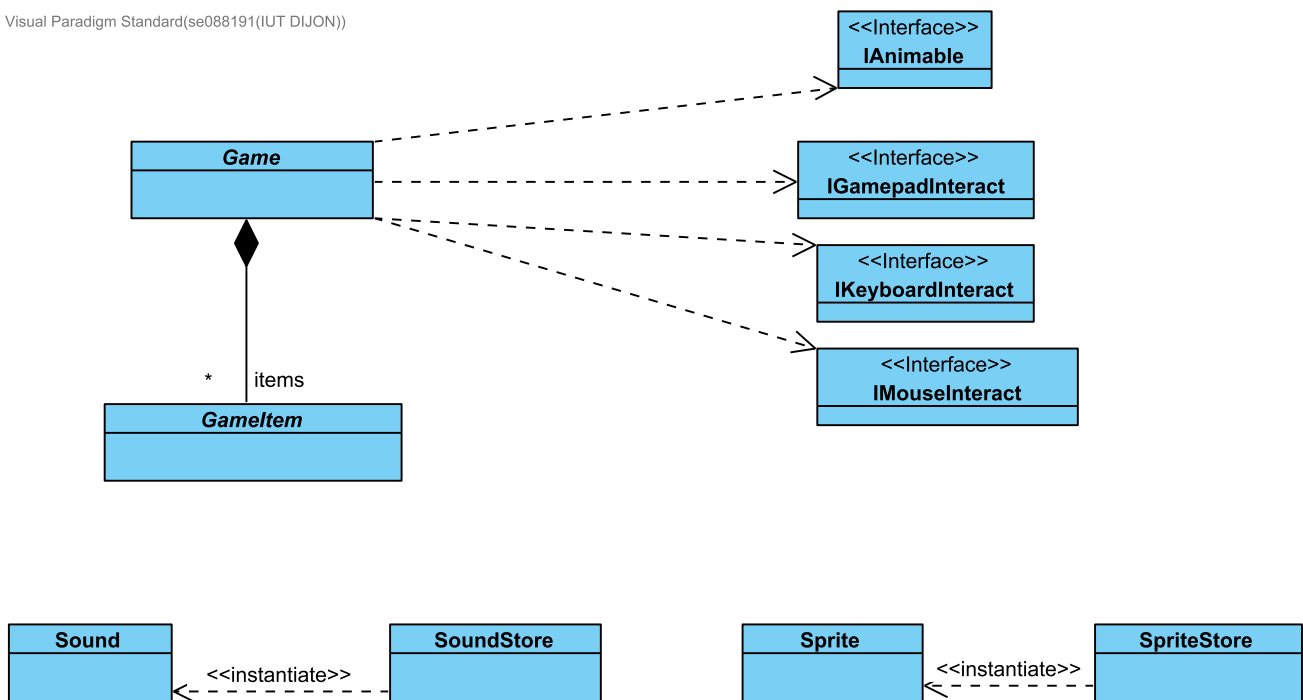 Visual Paradigm Standard(se088191(IUT DIJON))
<<Interface>>
IAnimable
Game
<<Interface>>
IGamepadInteract
<<Interface>>
IKeyboardInteract
<<Interface>>
IMouseInteract
* items
GameItem
Sound
<<instantiate>>
SoundStore
Sprite
<<instantiate>>
SpriteStore